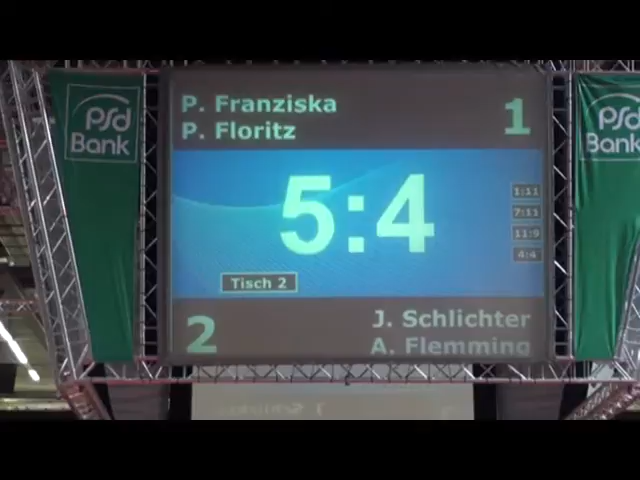 P. Franziska
P. Floritz
1
psd
Bank
psd
Bank
5:4
1:11
7:11
11:9
4:4
Tisch 2
2
J. Schlichter
A. Flemming